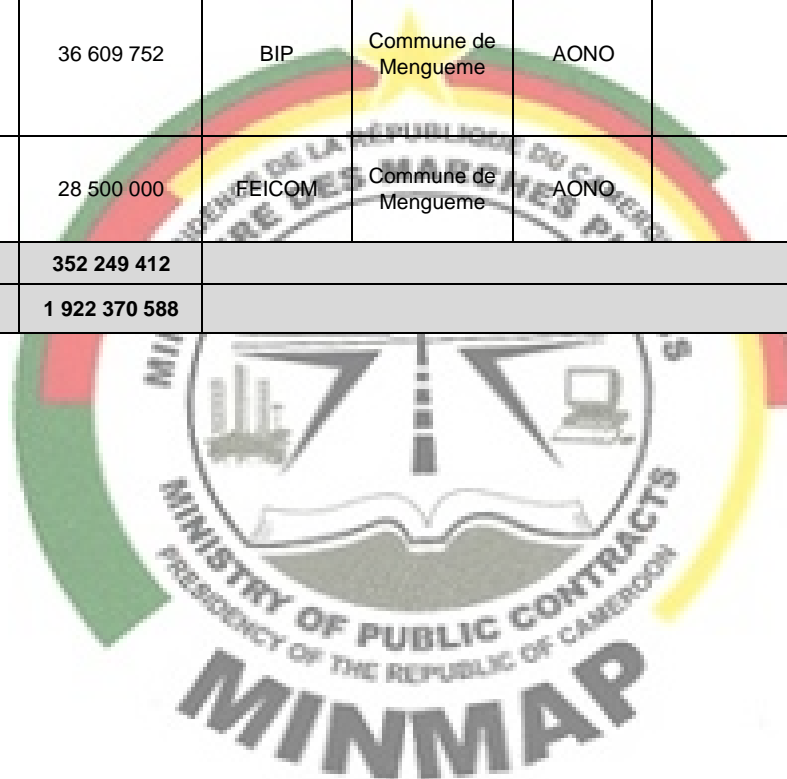 36 609 752 BIP Commune de Mengueme AONO
28 500 000 FEICOM Commune de Mengueme AONO
352 249 412
1 922 370 588
MINISTRY OF PUBLIC CONTRACTS
PRESIDENCY OF THE REPUBLIC OF CAMEROON
MINMAP